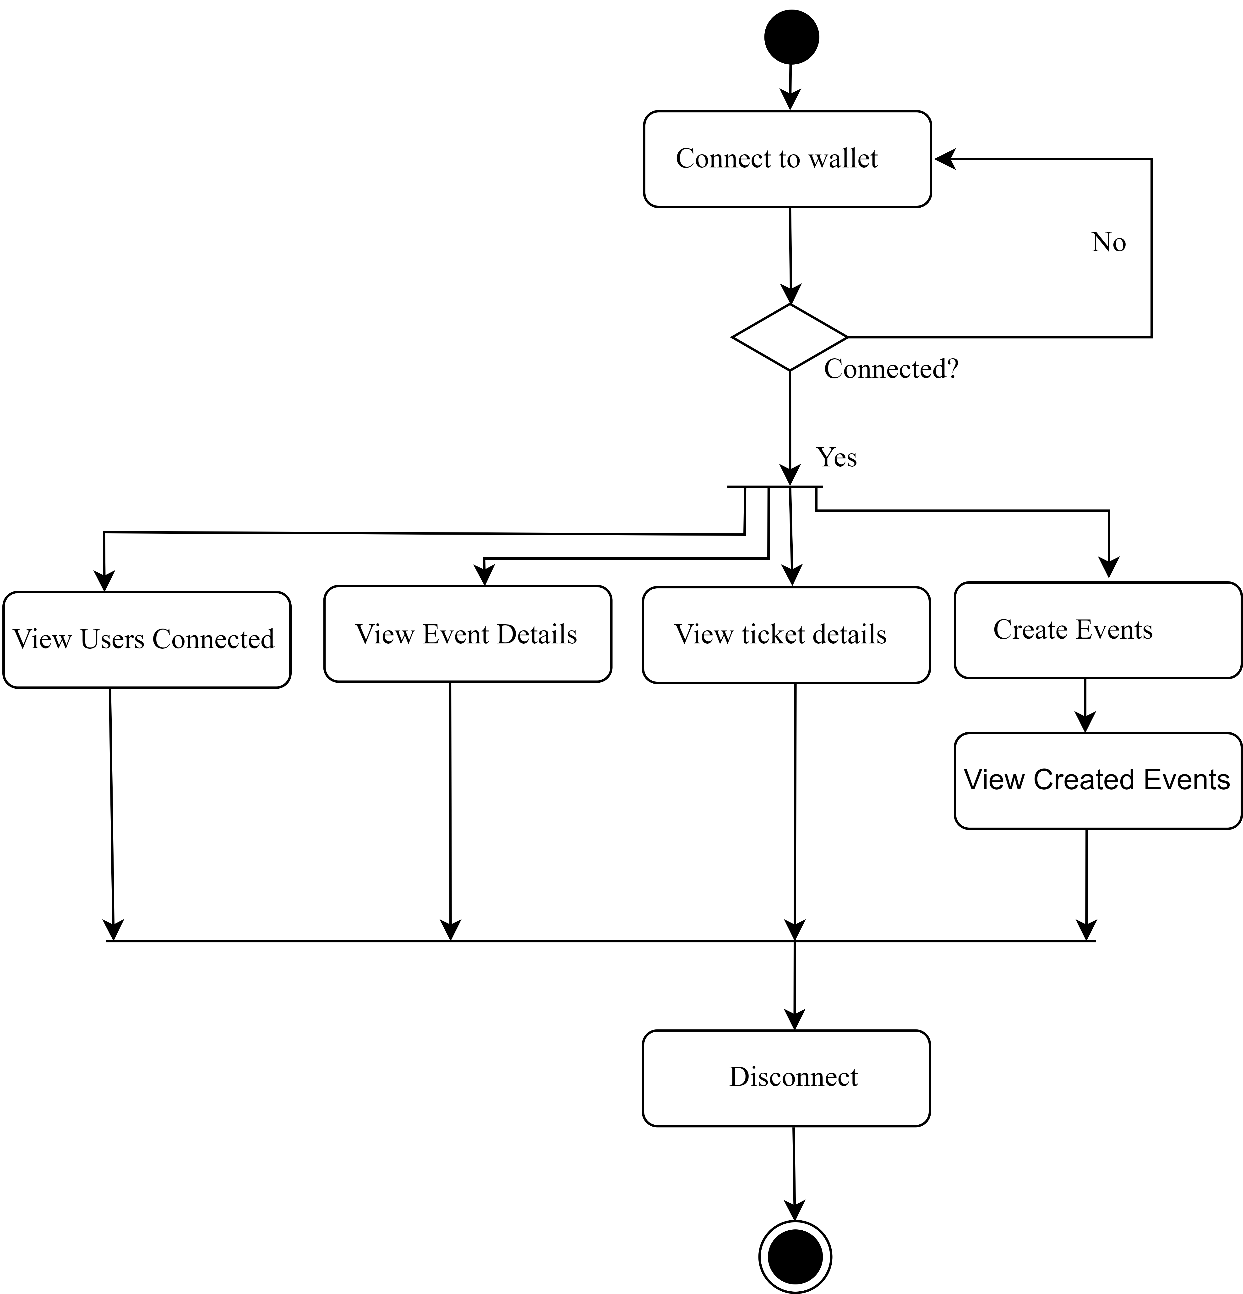 Connect to wallet
No
Connected?
Yes
View Users Connected
View Event Details
View ticket details
Create Events
View Created Events
Disconnect